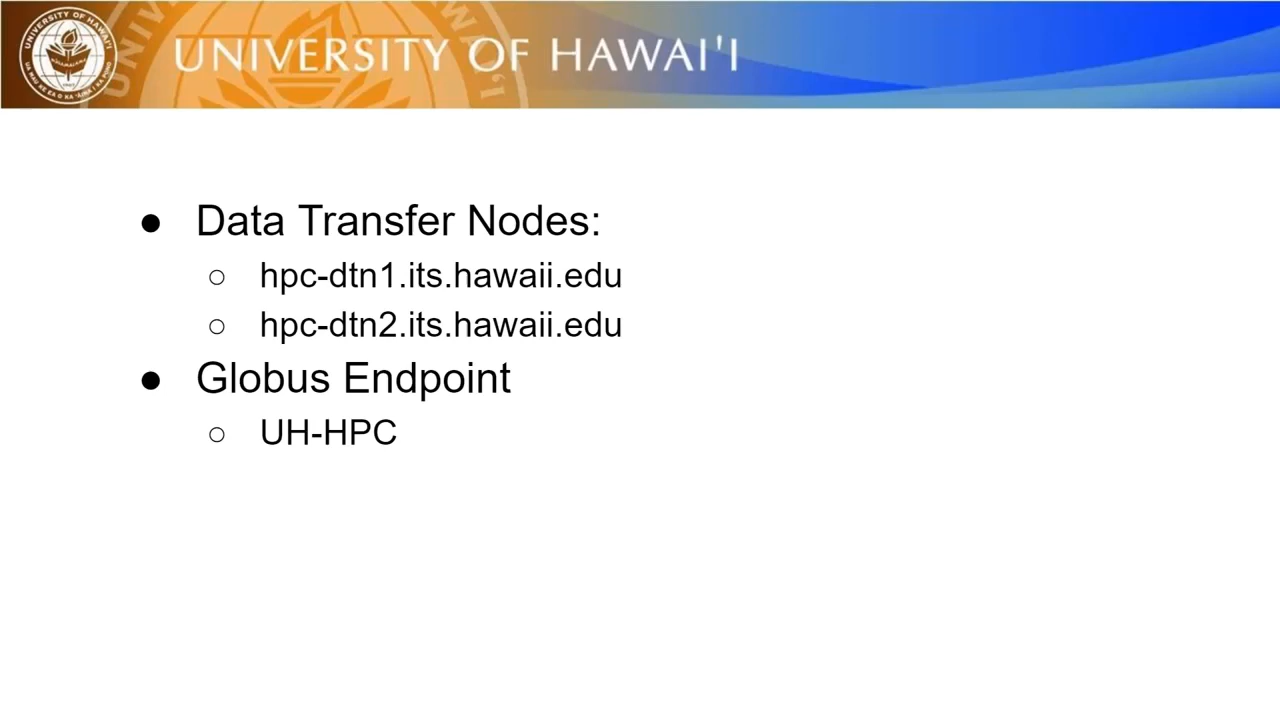 UNIVERSITY OF HAWAI'I
● Data Transfer Nodes:
○ hpc-dtn1.its.hawaii.edu
○ hpc-dtn2.its.hawaii.edu
● Globus Endpoint
○ UH-HPC